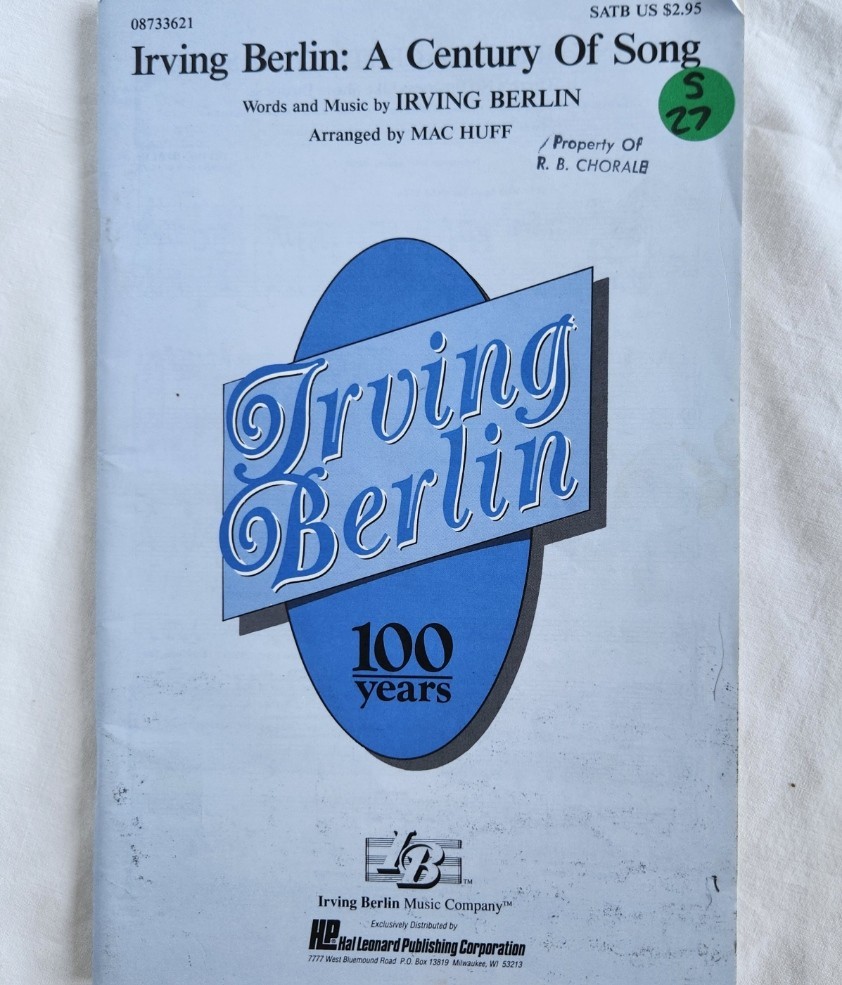 08733621
SATB US $2.95
Irving Berlin: A Century Of Song
Words and Music by IRVING BERLIN
Arranged by MAC HUFF
S
27
Property Of
R. B. CHORALE
Irving
Berlin
100
years
IB™
Irving Berlin Music Company™
Exclusively Distributed by
HL Hal Leonard Publishing Corporation
7777 West Bluemound Road P.O. Box 13819 Milwaukee, WI 53213